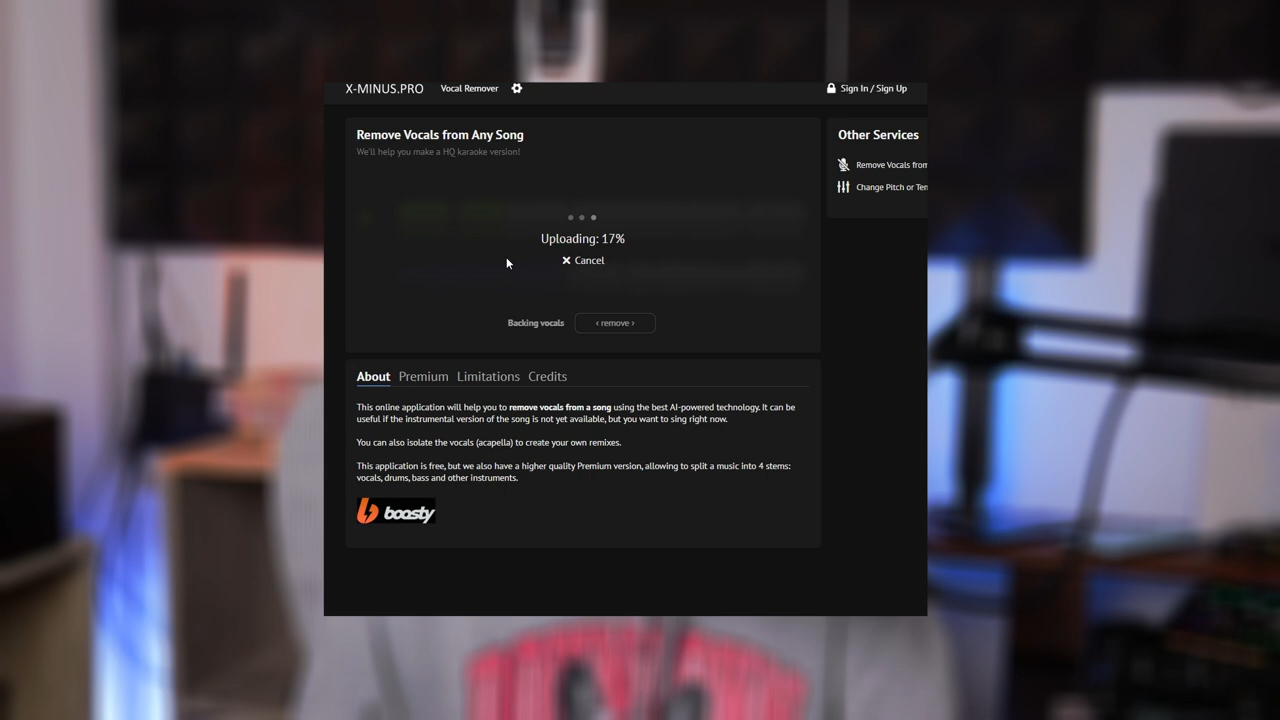 X-MINUS.PRO
Vocal Remover
Sign In / Sign Up
Remove Vocals from Any Song
We'll help you make a HQ karaoke version!
Uploading: 17%
Cancel
Backing vocals
‹ remove ›
Other Services
Remove Vocals from
Change Pitch or Tem
About Premium Limitations Credits
This online application will help you to remove vocals from a song using the best AI-powered technology. It can be
useful if the instrumental version of the song is not yet available, but you want to sing right now.
You can also isolate the vocals (acapella) to create your own remixes.
This application is free, but we also have a higher quality Premium version, allowing to split a music into 4 stems:
vocals, drums, bass and other instruments.
boosty